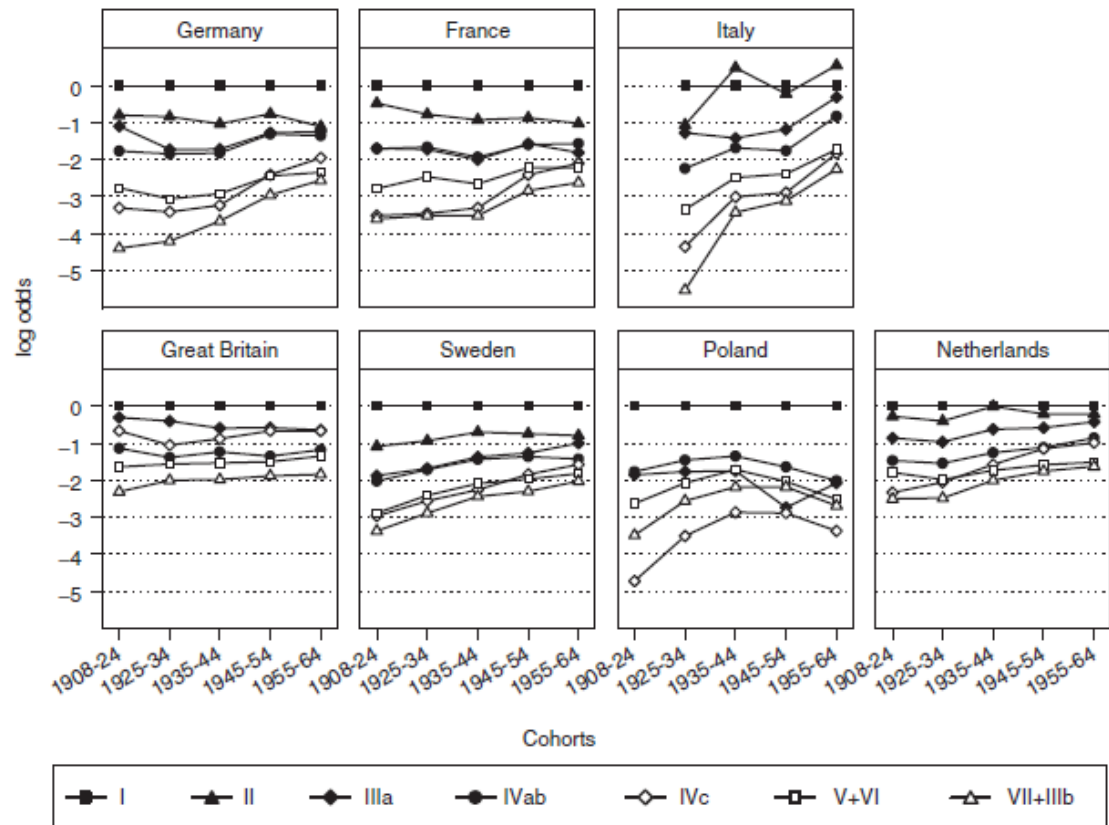 Germany France Italy
0
−1
−2
−3
−4
−5
log odds
Great Britain Sweden Poland Netherlands
0
−1
−2
−3
−4
−5
1908-24 1925-34 1935-44 1945-54 1955-64 1908-24 1925-34 1935-44 1945-54 1955-64 1908-24 1925-34 1935-44 1945-54 1955-64 1908-24 1925-34 1935-44 1945-54 1955-64
Cohorts
I II IIIa IVab IVc V+VI VII+IIIb